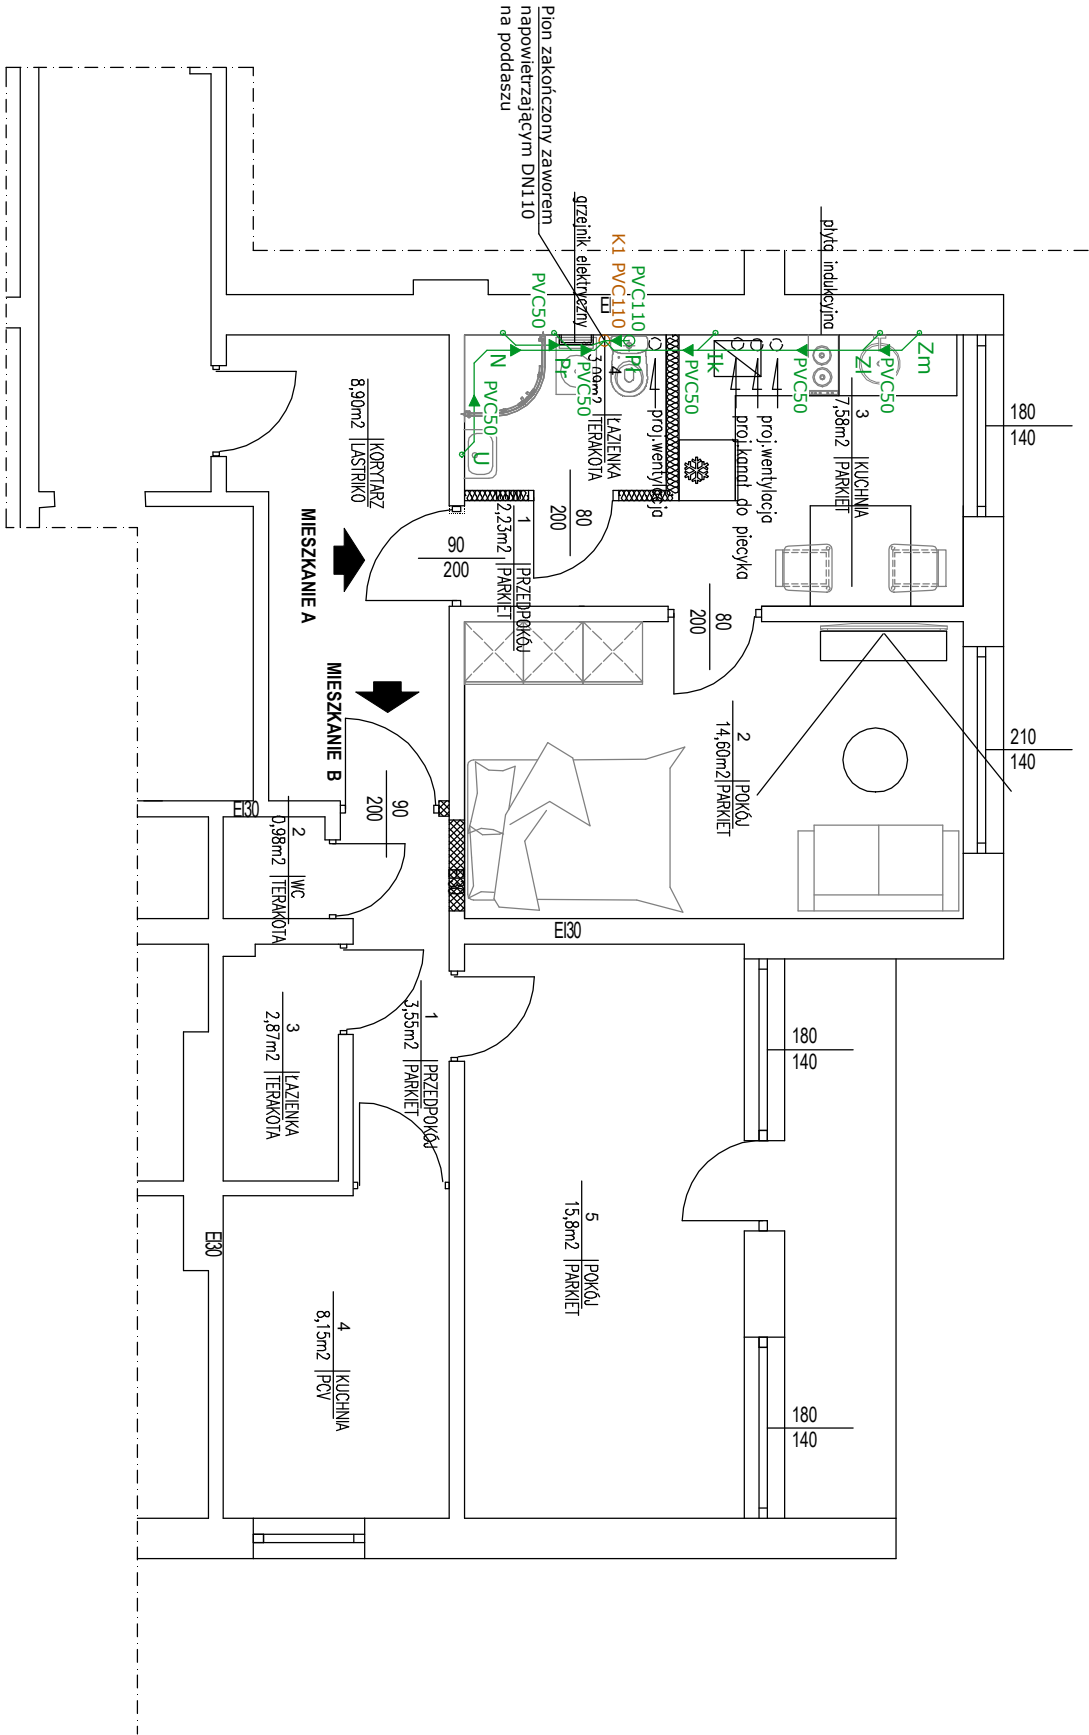 Pion zakończony zaworem
napowietrzającym DN110
na poddaszu
grzejnik elektryczny
K1 PVC110
PVC110
E
płyta indukcyjna
PVC50
N
PVC50
U
Pr
PVC50
Pt
PVC50
Ik
PVC50
Zl
PVC50
Zm
4
3,09m2 ŁAZIENKA
TERAKOTA
proj.wentylacja
proj.kanał do piecyka
proj.wentylacja
3
7,58m2 KUCHNIA
PARKIET
180
140
8,90m2 KORYTARZ
LASTRIKO
1
2,23m2 PRZEDPOKÓJ
PARKIET
80
200
90
200
80
200
MIESZKANIE A
MIESZKANIE B
2
14,60m2 POKÓJ
PARKIET
210
140
90
200
EI30
2
0,98m2 WC
TERAKOTA
EI30
3
2,87m2 ŁAZIENKA
TERAKOTA
1
3,55m2 PRZEDPOKÓJ
PARKIET
180
140
EI30
4
8,15m2 KUCHNIA
PCV
5
15,8m2 POKÓJ
PARKIET
180
140